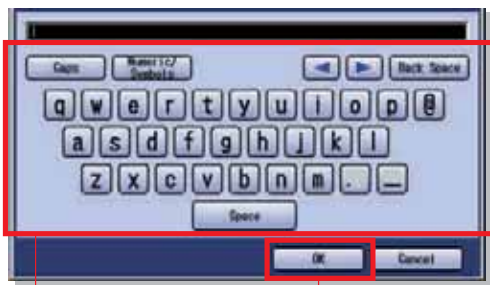 Caps Numeric/ Symbols ◀ ▶ Back Space
q w e r t y u i o p @
a s d f g h j k l
z x c v b n m . _
Space
OK Cancel